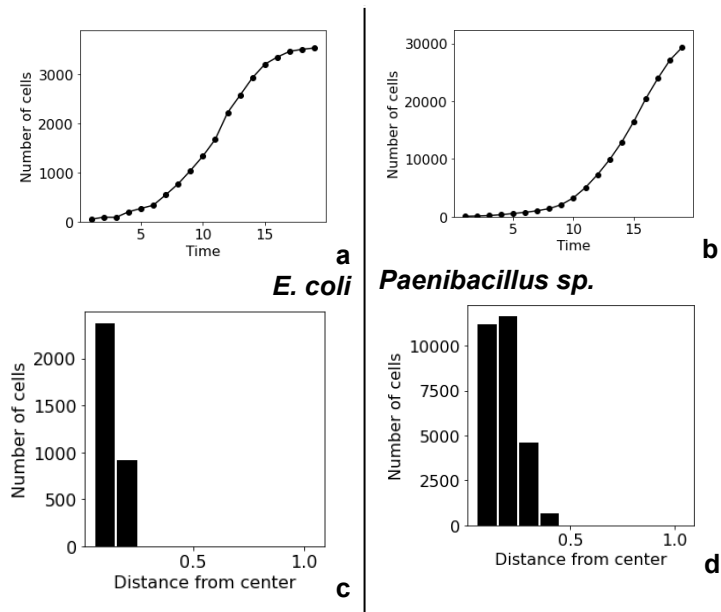 3000
2000
1000
0
Number of cells
5 10 15
Time
a
30000
20000
10000
0
Number of cells
5 10 15
Time
b
E. coli
Paenibacillus sp.
2000
1500
1000
500
0
Number of cells
0.5 1.0
Distance from center
c
10000
7500
5000
2500
0
Number of cells
0.5 1.0
Distance from center
d